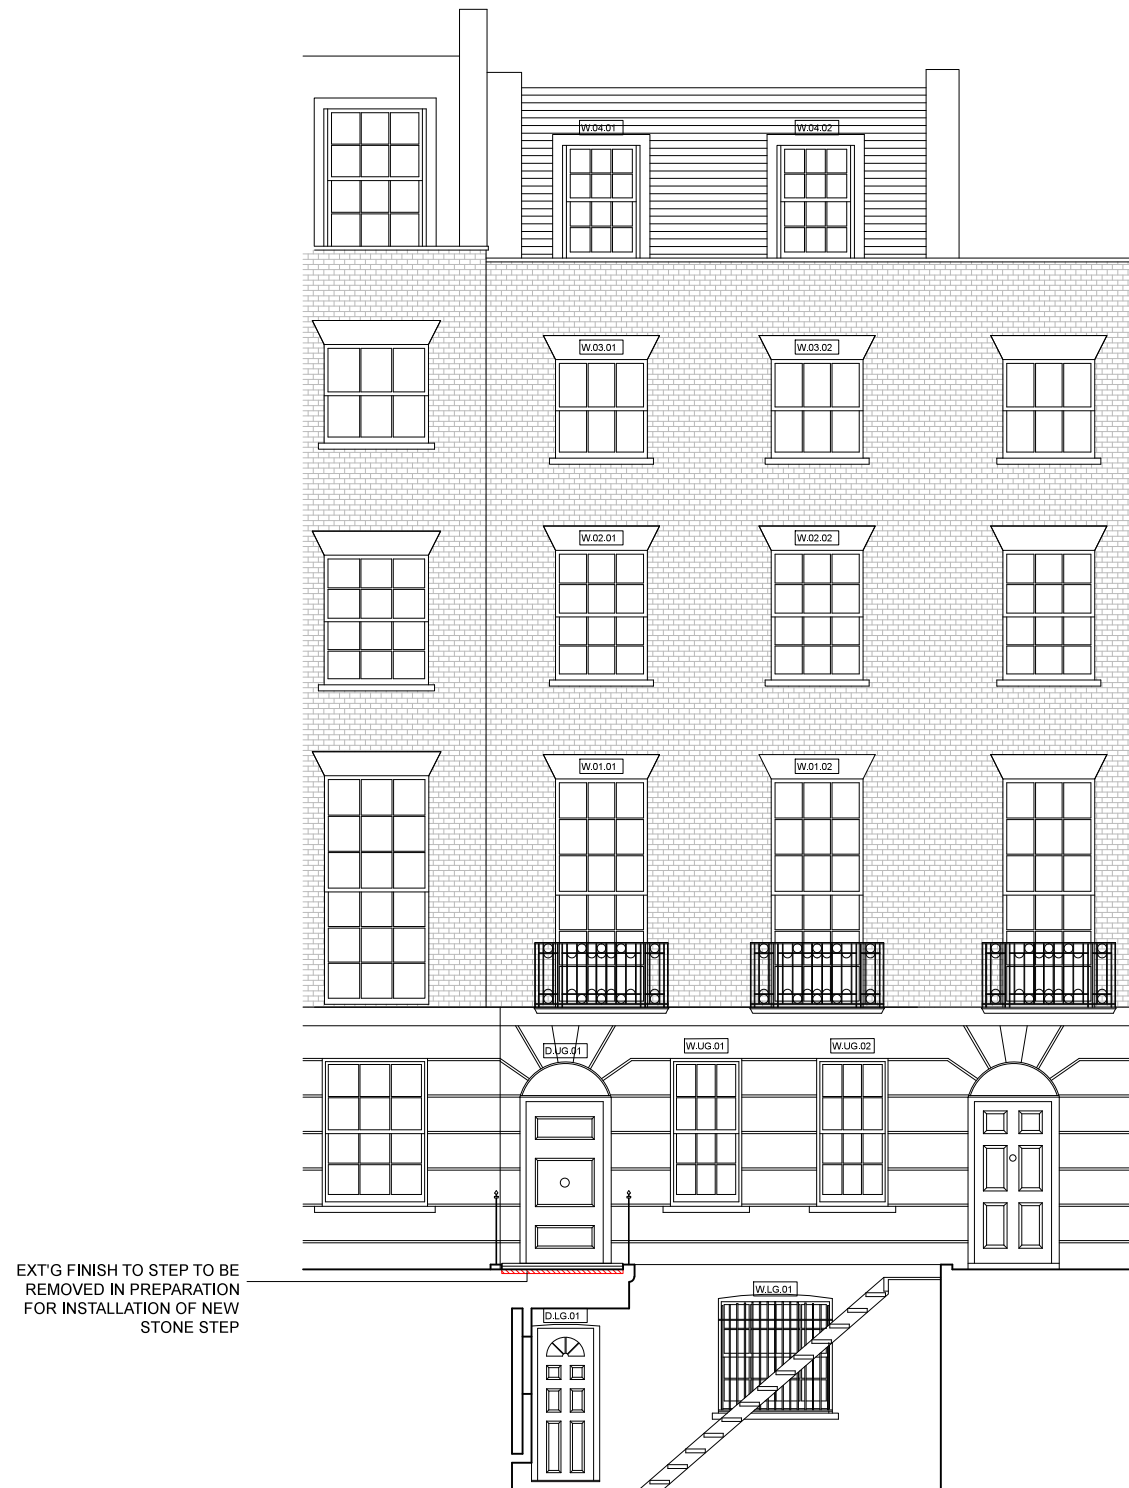 W.04.01
W.04.02
W.03.01
W.03.02
W.02.01
W.02.02
W.01.01
W.01.02
D.UG.01
W.UG.01
W.UG.02
EXT'G FINISH TO STEP TO BE
REMOVED IN PREPARATION
FOR INSTALLATION OF NEW
STONE STEP
W.LG.01
D.LG.01